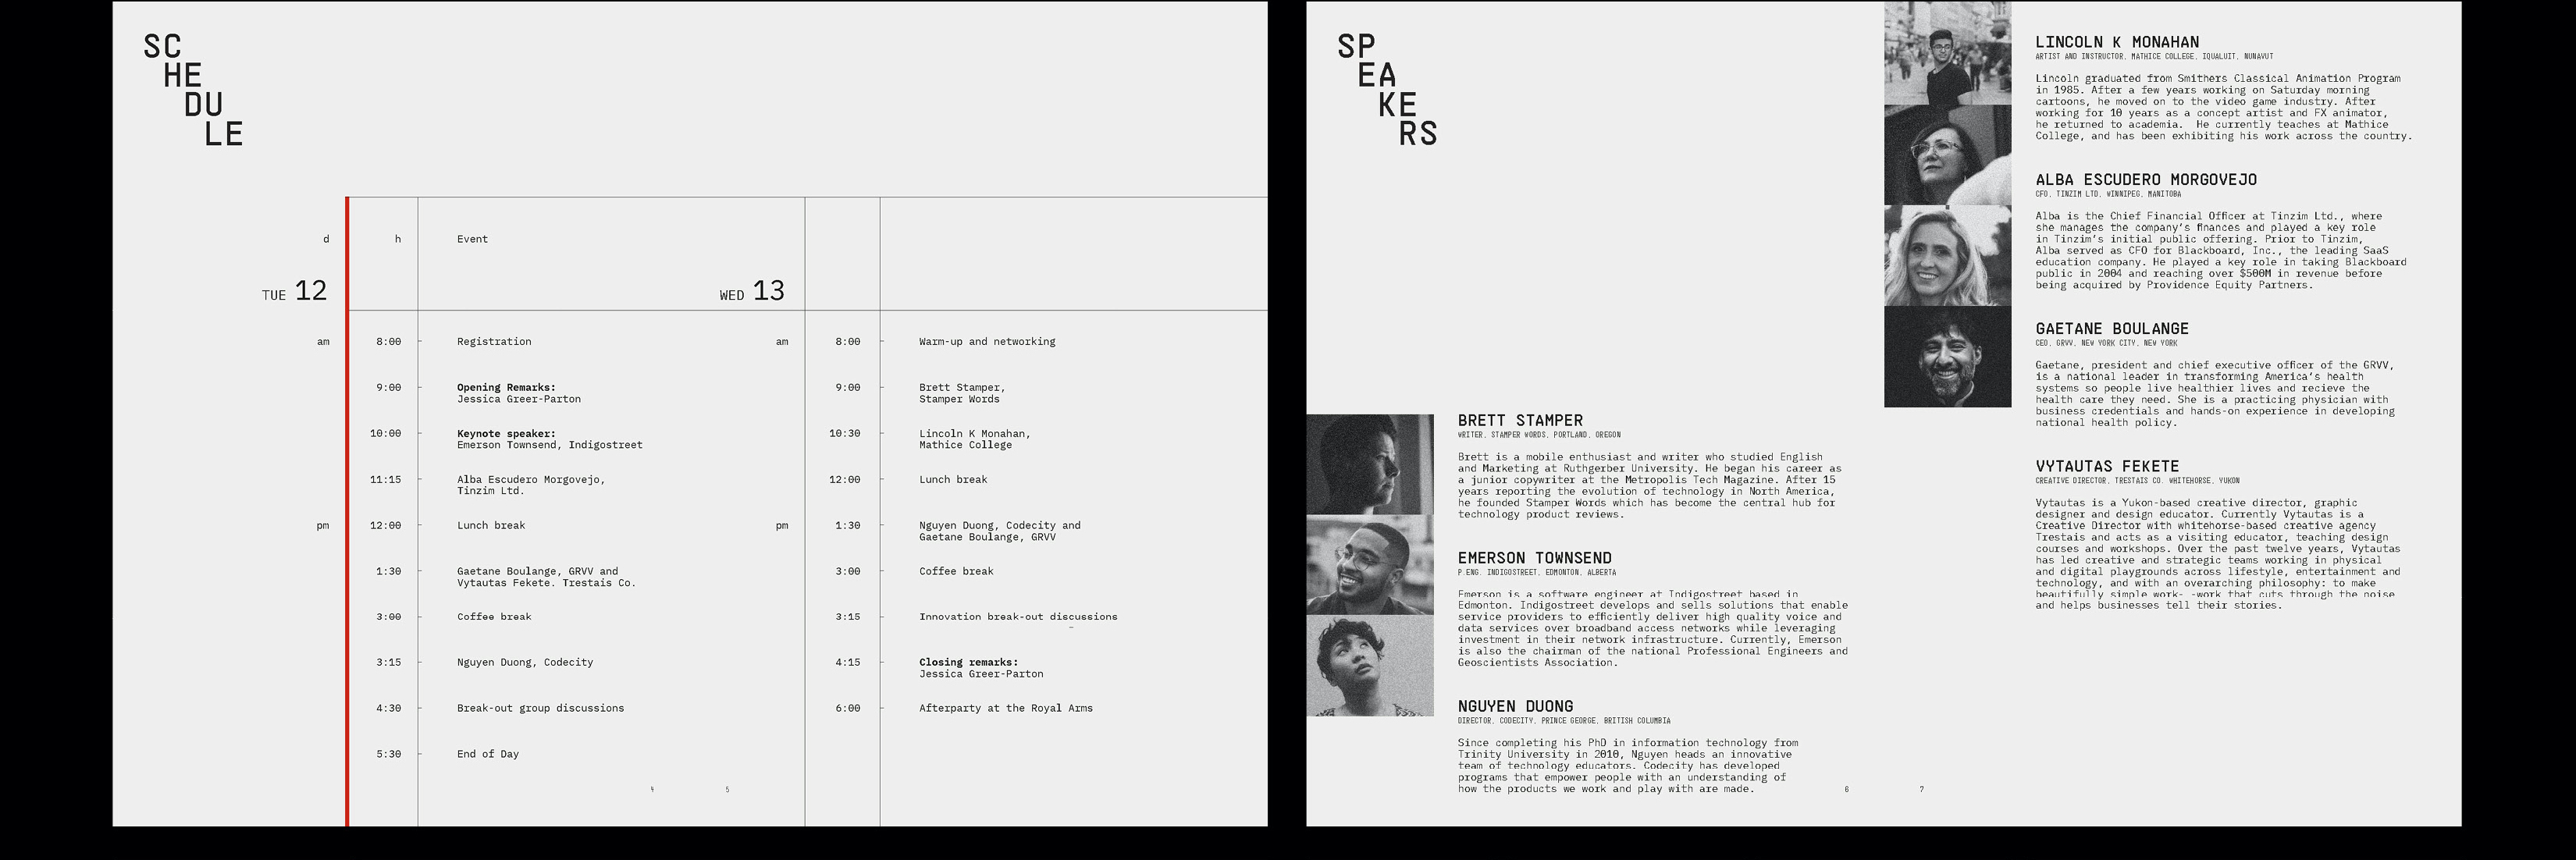 SC
HE
DU
LE
d
h
Event
TUE 12
WED 13
am
8:00
Registration
9:00
Opening Remarks:
Jessica Greer-Parton
10:00
Keynote speaker:
Emerson Townsend, Indigostreet
11:15
Alba Escudero Morgovejo,
Tinzim Ltd.
pm
12:00
Lunch break
1:30
Gaetane Boulange, GRVV and
Vytautas Fekete. Trestais Co.
3:00
Coffee break
3:15
Nguyen Duong, Codecity
4:30
Break-out group discussions
5:30
End of Day
am
8:00
Warm-up and networking
9:00
Brett Stamper,
Stamper Words
10:30
Lincoln K Monahan,
Mathice College
12:00
Lunch break
pm
1:30
Nguyen Duong, Codecity and
Gaetane Boulange, GRVV
3:00
Coffee break
3:15
Innovation break-out discussions
4:15
Closing remarks:
Jessica Greer-Parton
6:00
Afterparty at the Royal Arms
4
5
SP
EA
KE
RS
BRETT STAMPER
WRITER, STAMPER WORDS, PORTLAND, OREGON
Brett is a mobile enthusiast and writer who studied English
and Marketing at Ruthgerber University. He began his career as
a junior copywriter at the Metropolis Tech Magazine. After 15
years reporting the evolution of technology in North America,
he founded Stamper Words which has become the central hub for
technology product reviews.
EMERSON TOWNSEND
P.ENG. INDIGOSTREET, EDMONTON, ALBERTA
Emerson is a software engineer at Indigostreet based in
Edmonton. Indigostreet develops and sells solutions that enable
service providers to efficiently deliver high quality voice and
data services over broadband access networks while leveraging
investment in their network infrastructure. Currently, Emerson
is also the chairman of the national Professional Engineers and
Geoscientists Association.
NGUYEN DUONG
DIRECTOR, CODECITY, PRINCE GEORGE, BRITISH COLUMBIA
Since completing his PhD in information technology from
Trinity University in 2010, Nguyen heads an innovative
team of technology educators. Codecity has developed
programs that empower people with an understanding of
how the products we work and play with are made.
LINCOLN K MONAHAN
ARTIST AND INSTRUCTOR, MATHICE COLLEGE, IQUALUIT, NUNAVUT
Lincoln graduated from Smithers Classical Animation Program
in 1985. After a few years working on Saturday morning
cartoons, he moved on to the video game industry. After
working for 10 years as a concept artist and FX animator,
he returned to academia. He currently teaches at Mathice
College, and has been exhibiting his work across the country.
ALBA ESCUDERO MORGOVEJO
CFO, TINZIM LTD. WINNIPEG, MANITOBA
Alba is the Chief Financial Officer at Tinzim Ltd., where
she manages the company's finances and played a key role
in Tinzim's initial public offering. Prior to Tinzim,
Alba served as CFO for Blackboard, Inc., the leading SaaS
education company. He played a key role in taking Blackboard
public in 2004 and reaching over $500M in revenue before
being acquired by Providence Equity Partners.
GAETANE BOULANGE
CEO, GRVV, NEW YORK CITY, NEW YORK
Gaetane, president and chief executive officer of the GRVV,
is a national leader in transforming America's health
systems so people live healthier lives and recieve the
health care they need. She is a practicing physician with
business credentials and hands-on experience in developing
national health policy.
VYTAUTAS FEKETE
CREATIVE DIRECTOR, TRESTAIS CO. WHITEHORSE, YUKON
Vytautas is a Yukon-based creative director, graphic
designer and design educator. Currently Vytautas is a
Creative Director with whitehorse-based creative agency
Trestais and acts as a visiting educator, teaching design
courses and workshops. Over the past twelve years, Vytautas
has led creative and strategic teams working in physical
and digital playgrounds across lifestyle, entertainment and
technology, and with an overarching philosophy: to make
beautifully simple work- -work that cuts through the noise
and helps businesses tell their stories.
6
7